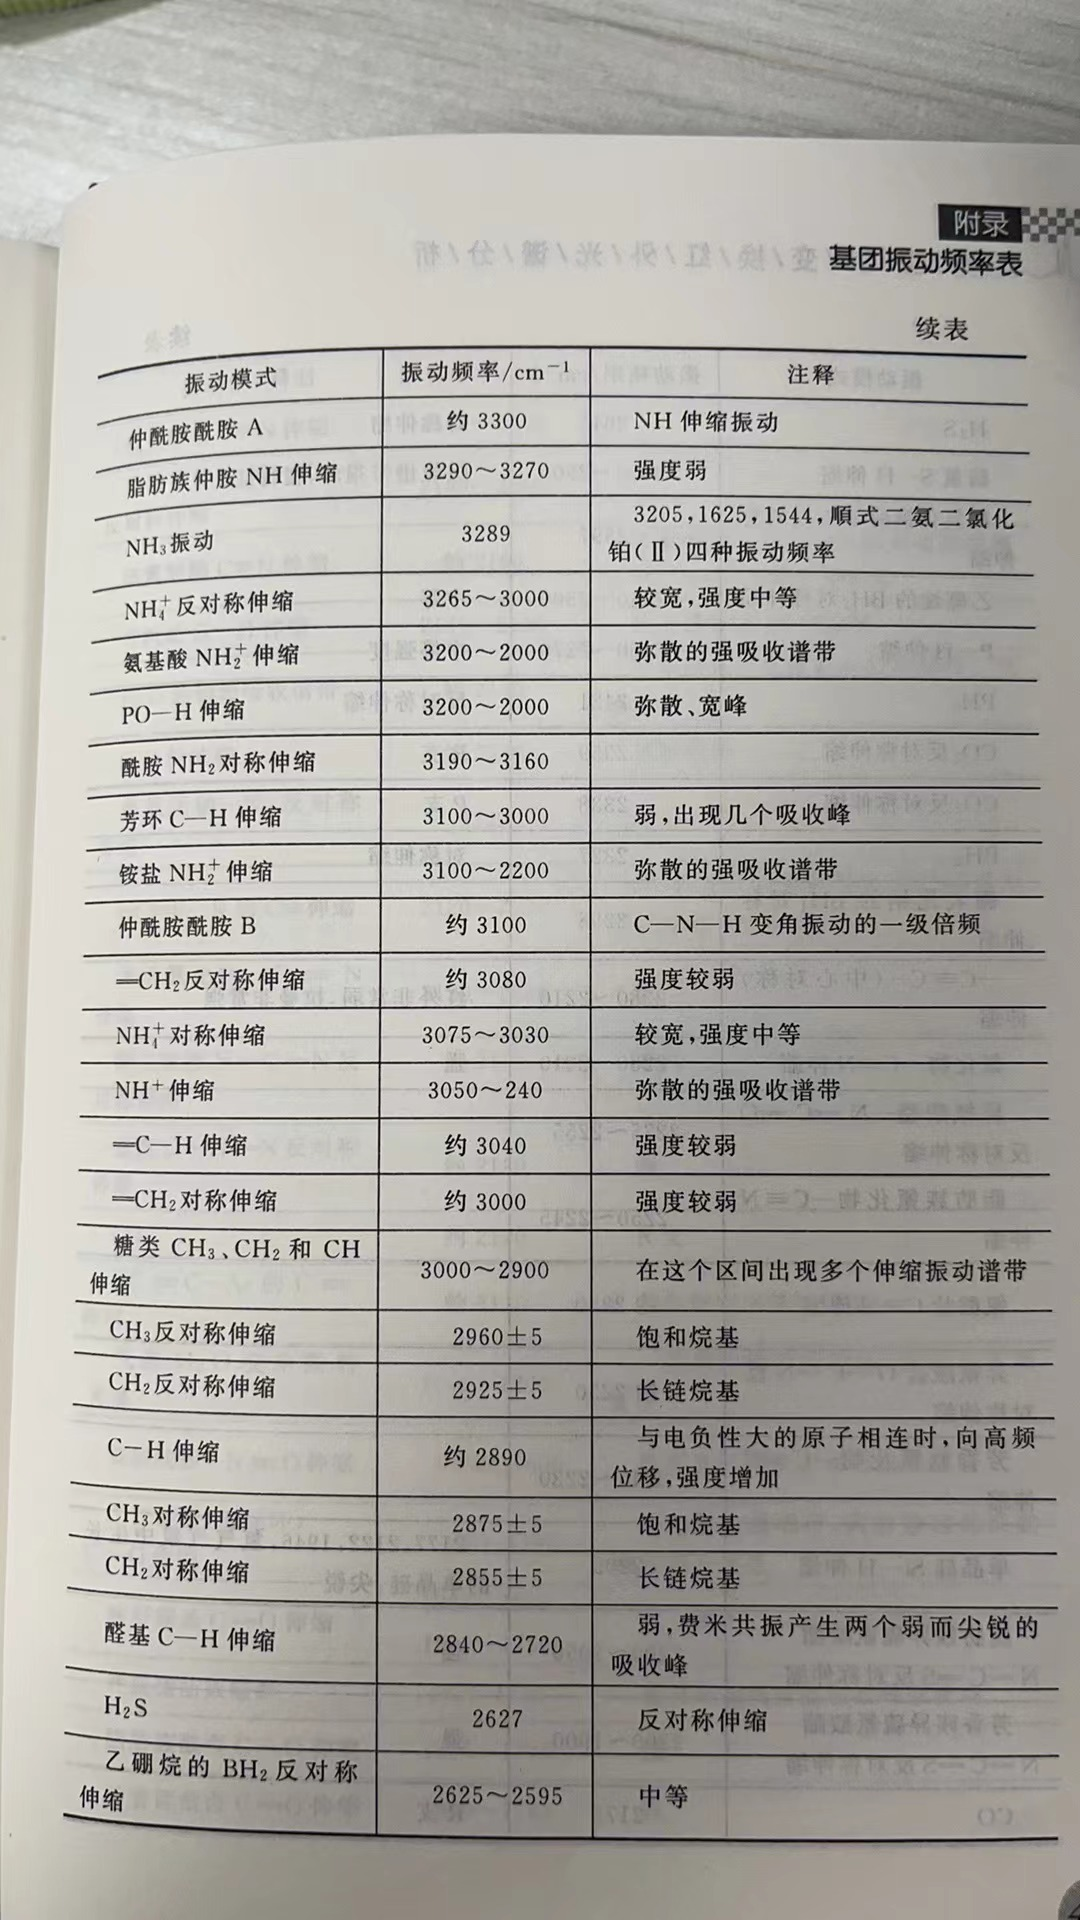 附录
基团振动频率表
续表
振动模式 振动频率/cm⁻¹ 注释
仲酰胺酰胺 A 约 3300 NH 伸缩振动
脂肪族仲胺 NH 伸缩 3290～3270 强度弱
NH₃振动 3289 3205,1625,1544,順式二氨二氯化
铂(Ⅱ)四种振动频率
NH₄⁺ 反对称伸缩 3265～3000 较宽,强度中等
氨基酸 NH₂⁺ 伸缩 3200～2000 弥散的强吸收谱带
PO—H 伸缩 3200～2000 弥散、宽峰
酰胺 NH₂对称伸缩 3190～3160
芳环 C—H 伸缩 3100～3000 弱,出现几个吸收峰
铵盐 NH₂⁺ 伸缩 3100～2200 弥散的强吸收谱带
仲酰胺酰胺 B 约 3100 C—N—H 变角振动的一级倍频
═CH₂反对称伸缩 约 3080 强度较弱
NH₄⁺ 对称伸缩 3075～3030 较宽,强度中等
NH⁺ 伸缩 3050～240 弥散的强吸收谱带
═C—H 伸缩 约 3040 强度较弱
═CH₂对称伸缩 约 3000 强度较弱
糖类 CH₃、CH₂ 和 CH
伸缩 3000～2900 在这个区间出现多个伸缩振动谱带
CH₃反对称伸缩 2960±5 饱和烷基
CH₂反对称伸缩 2925±5 长链烷基
C—H 伸缩 约 2890 与电负性大的原子相连时,向高频
位移,强度增加
CH₃对称伸缩 2875±5 饱和烷基
CH₂对称伸缩 2855±5 长链烷基
醛基 C—H 伸缩 2840～2720 弱,费米共振产生两个弱而尖锐的
吸收峰
H₂S 2627 反对称伸缩
乙硼烷的 BH₂ 反对称
伸缩 2625～2595 中等